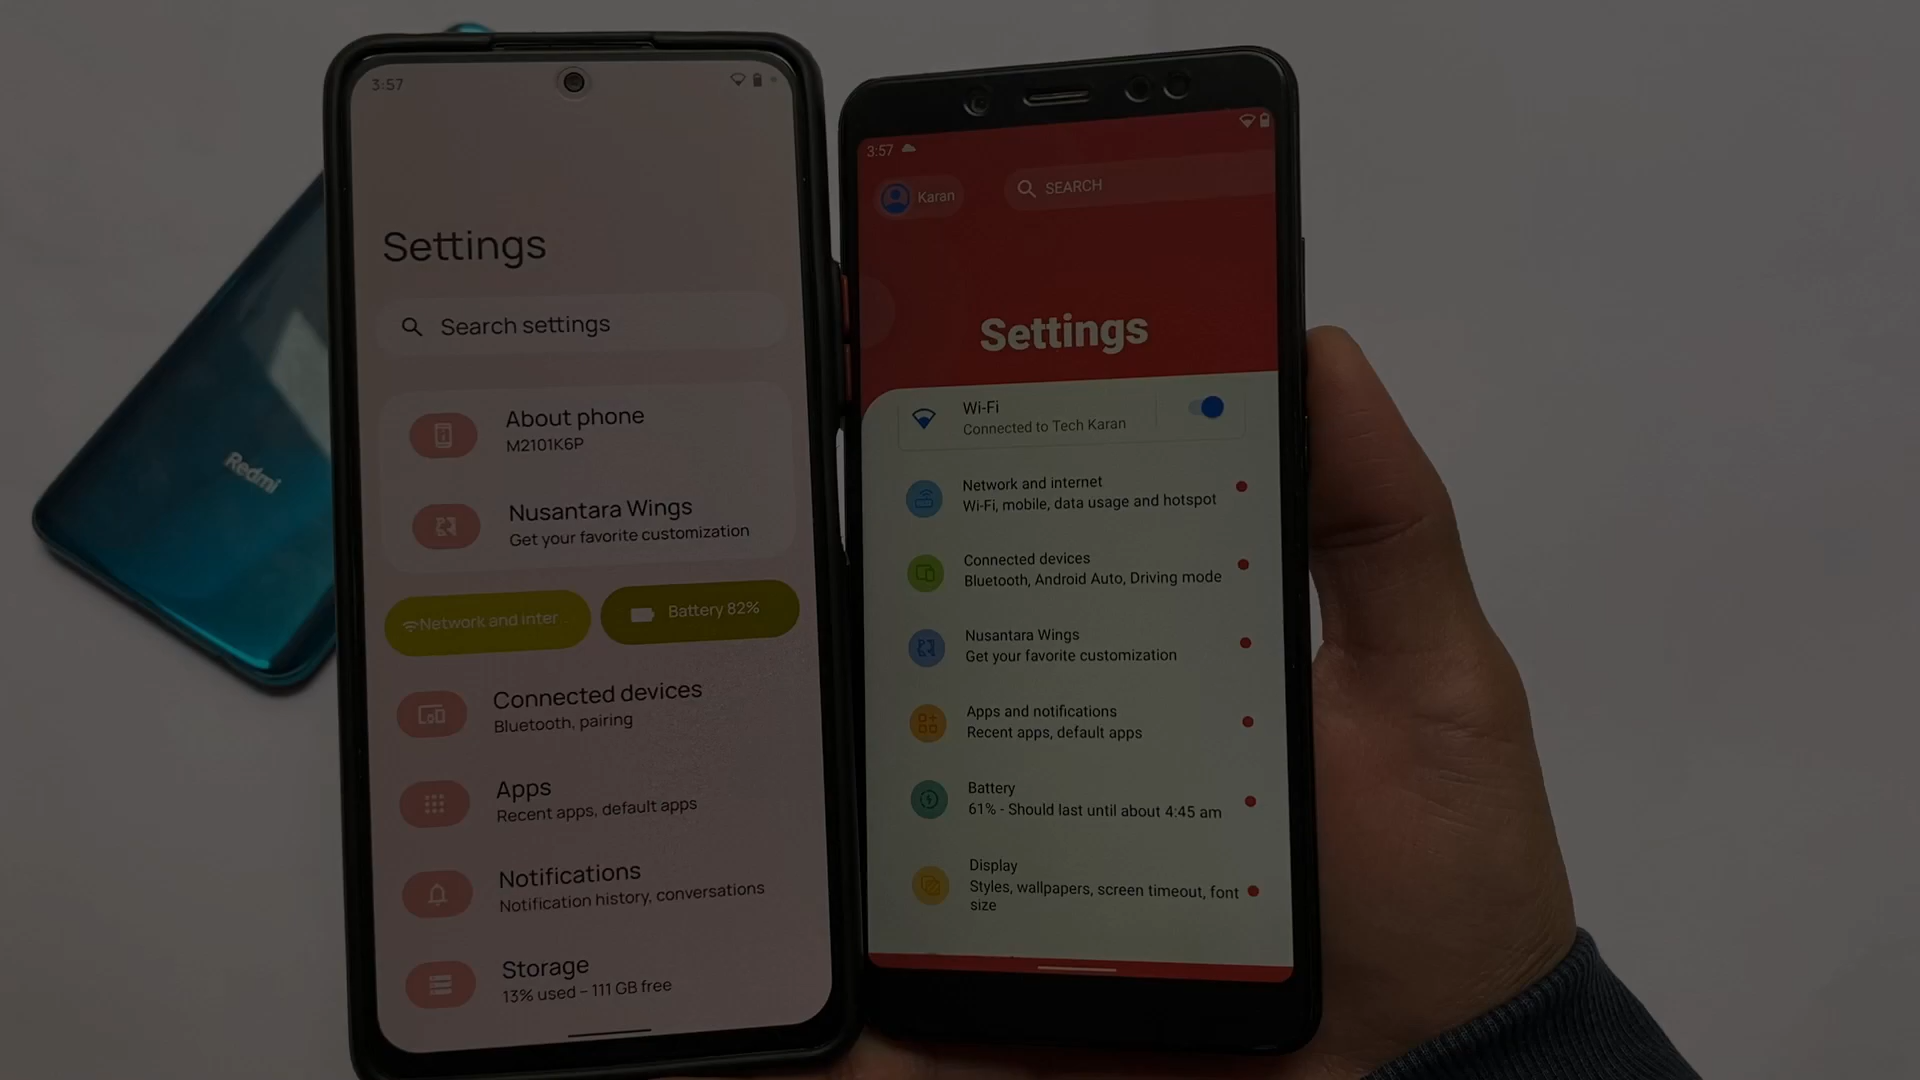 Redmi
3:57
Settings
Search settings
About phone
M2101K6P
Nusantara Wings
Get your favorite customization
Network and inter...
Battery 82%
Connected devices
Bluetooth, pairing
Apps
Recent apps, default apps
Notifications
Notification history, conversations
Storage
13% used – 111 GB free
3:57
Karan
SEARCH
Settings
Wi-Fi
Connected to Tech Karan
Network and internet
Wi-Fi, mobile, data usage and hotspot
Connected devices
Bluetooth, Android Auto, Driving mode
Nusantara Wings
Get your favorite customization
Apps and notifications
Recent apps, default apps
Battery
61% - Should last until about 4:45 am
Display
Styles, wallpapers, screen timeout, font
size